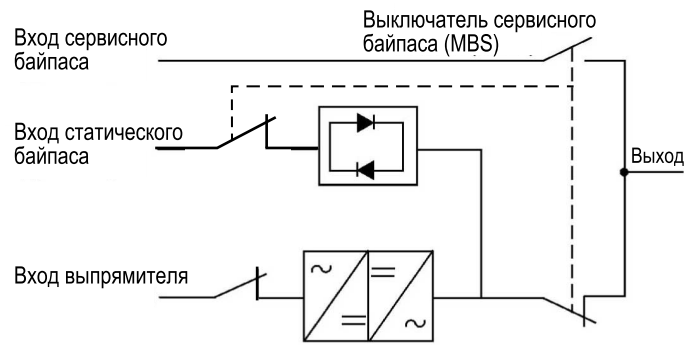 Вход сервисного
байпаса
Выключатель сервисного
байпаса (MBS)
Вход статического
байпаса
Выход
Вход выпрямителя